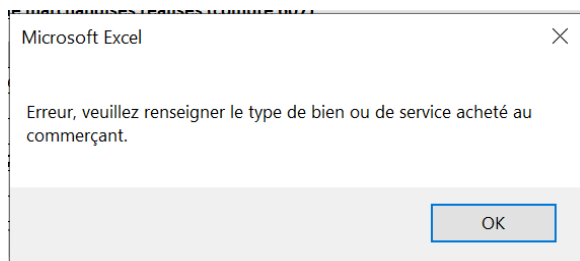 Microsoft Excel
Erreur, veuillez renseigner le type de bien ou de service acheté au
commerçant.
OK